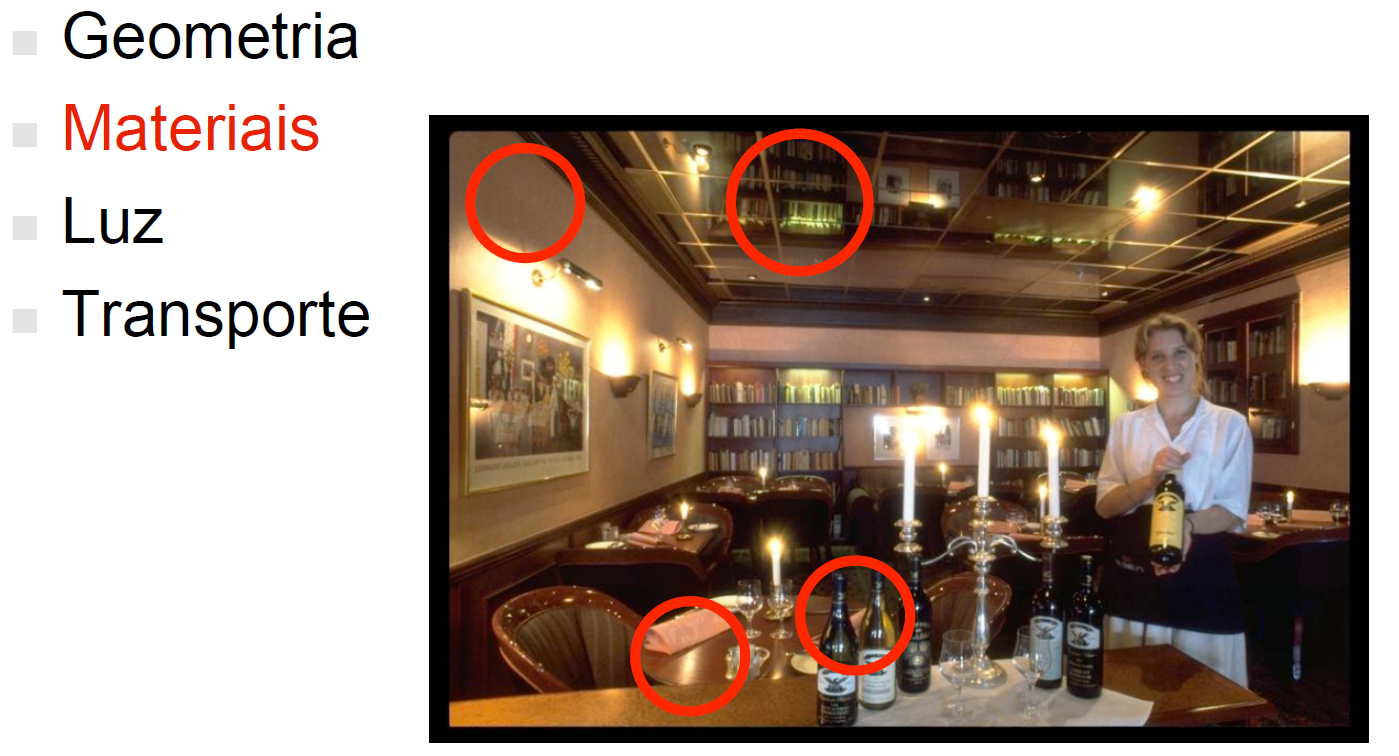 Geometria
Materiais
Luz
Transporte